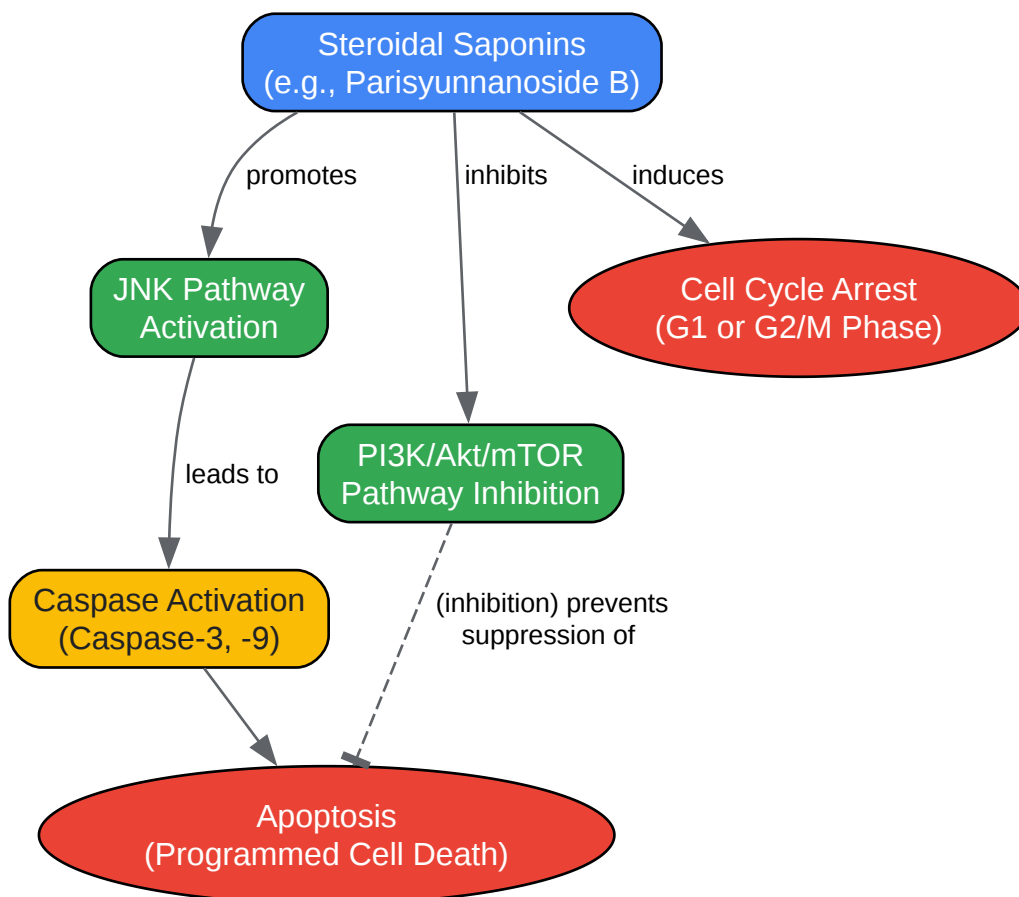 Steroidal Saponins
(e.g., Parisyunnanoside B)
promotes
inhibits
induces
JNK Pathway
Activation
Cell Cycle Arrest
(G1 or G2/M Phase)
PI3K/Akt/mTOR
Pathway Inhibition
leads to
Caspase Activation
(Caspase-3, -9)
(inhibition) prevents
suppression of
Apoptosis
(Programmed Cell Death)